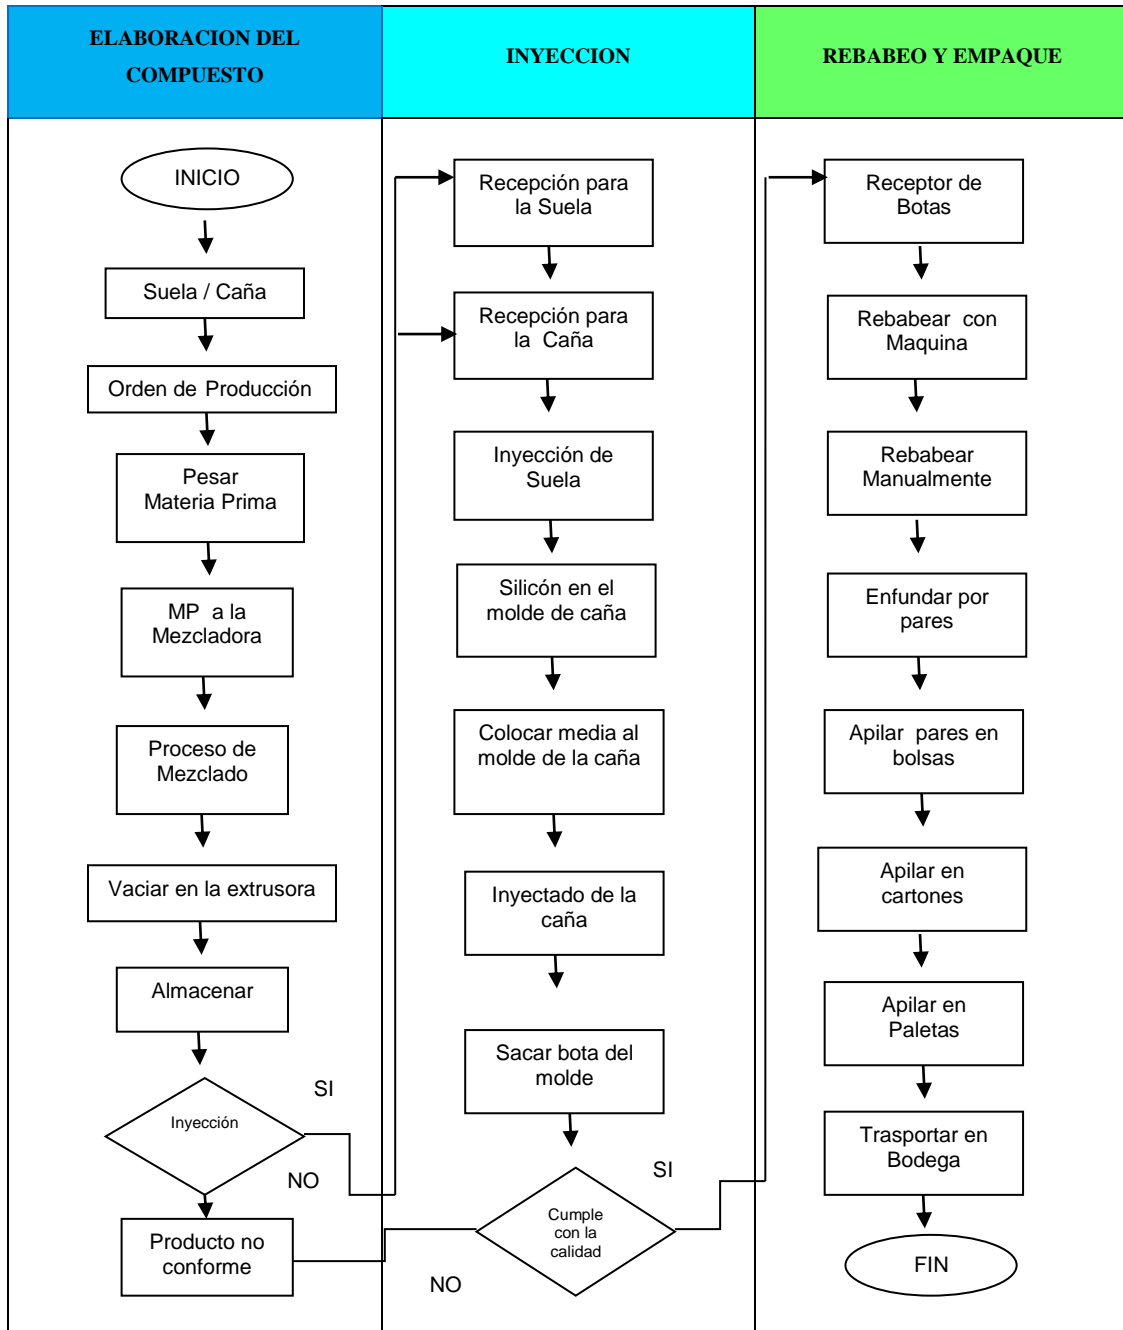 ELABORACION DEL
COMPUESTO
INYECCION
REBABEO Y EMPAQUE
INICIO
Suela / Caña
Orden de Producción
Pesar
Materia Prima
MP a la
Mezcladora
Proceso de
Mezclado
Vaciar en la extrusora
Almacenar
Inyección
SI
NO
Producto no
conforme
Recepción para
la Suela
Recepción para
la Caña
Inyección de
Suela
Silicón en el
molde de caña
Colocar media al
molde de la caña
Inyectado de la
caña
Sacar bota del
molde
Cumple
con la
calidad
SI
NO
Receptor de
Botas
Rebabear con
Maquina
Rebabear
Manualmente
Enfundar por
pares
Apilar pares en
bolsas
Apilar en
cartones
Apilar en
Paletas
Trasportar en
Bodega
FIN